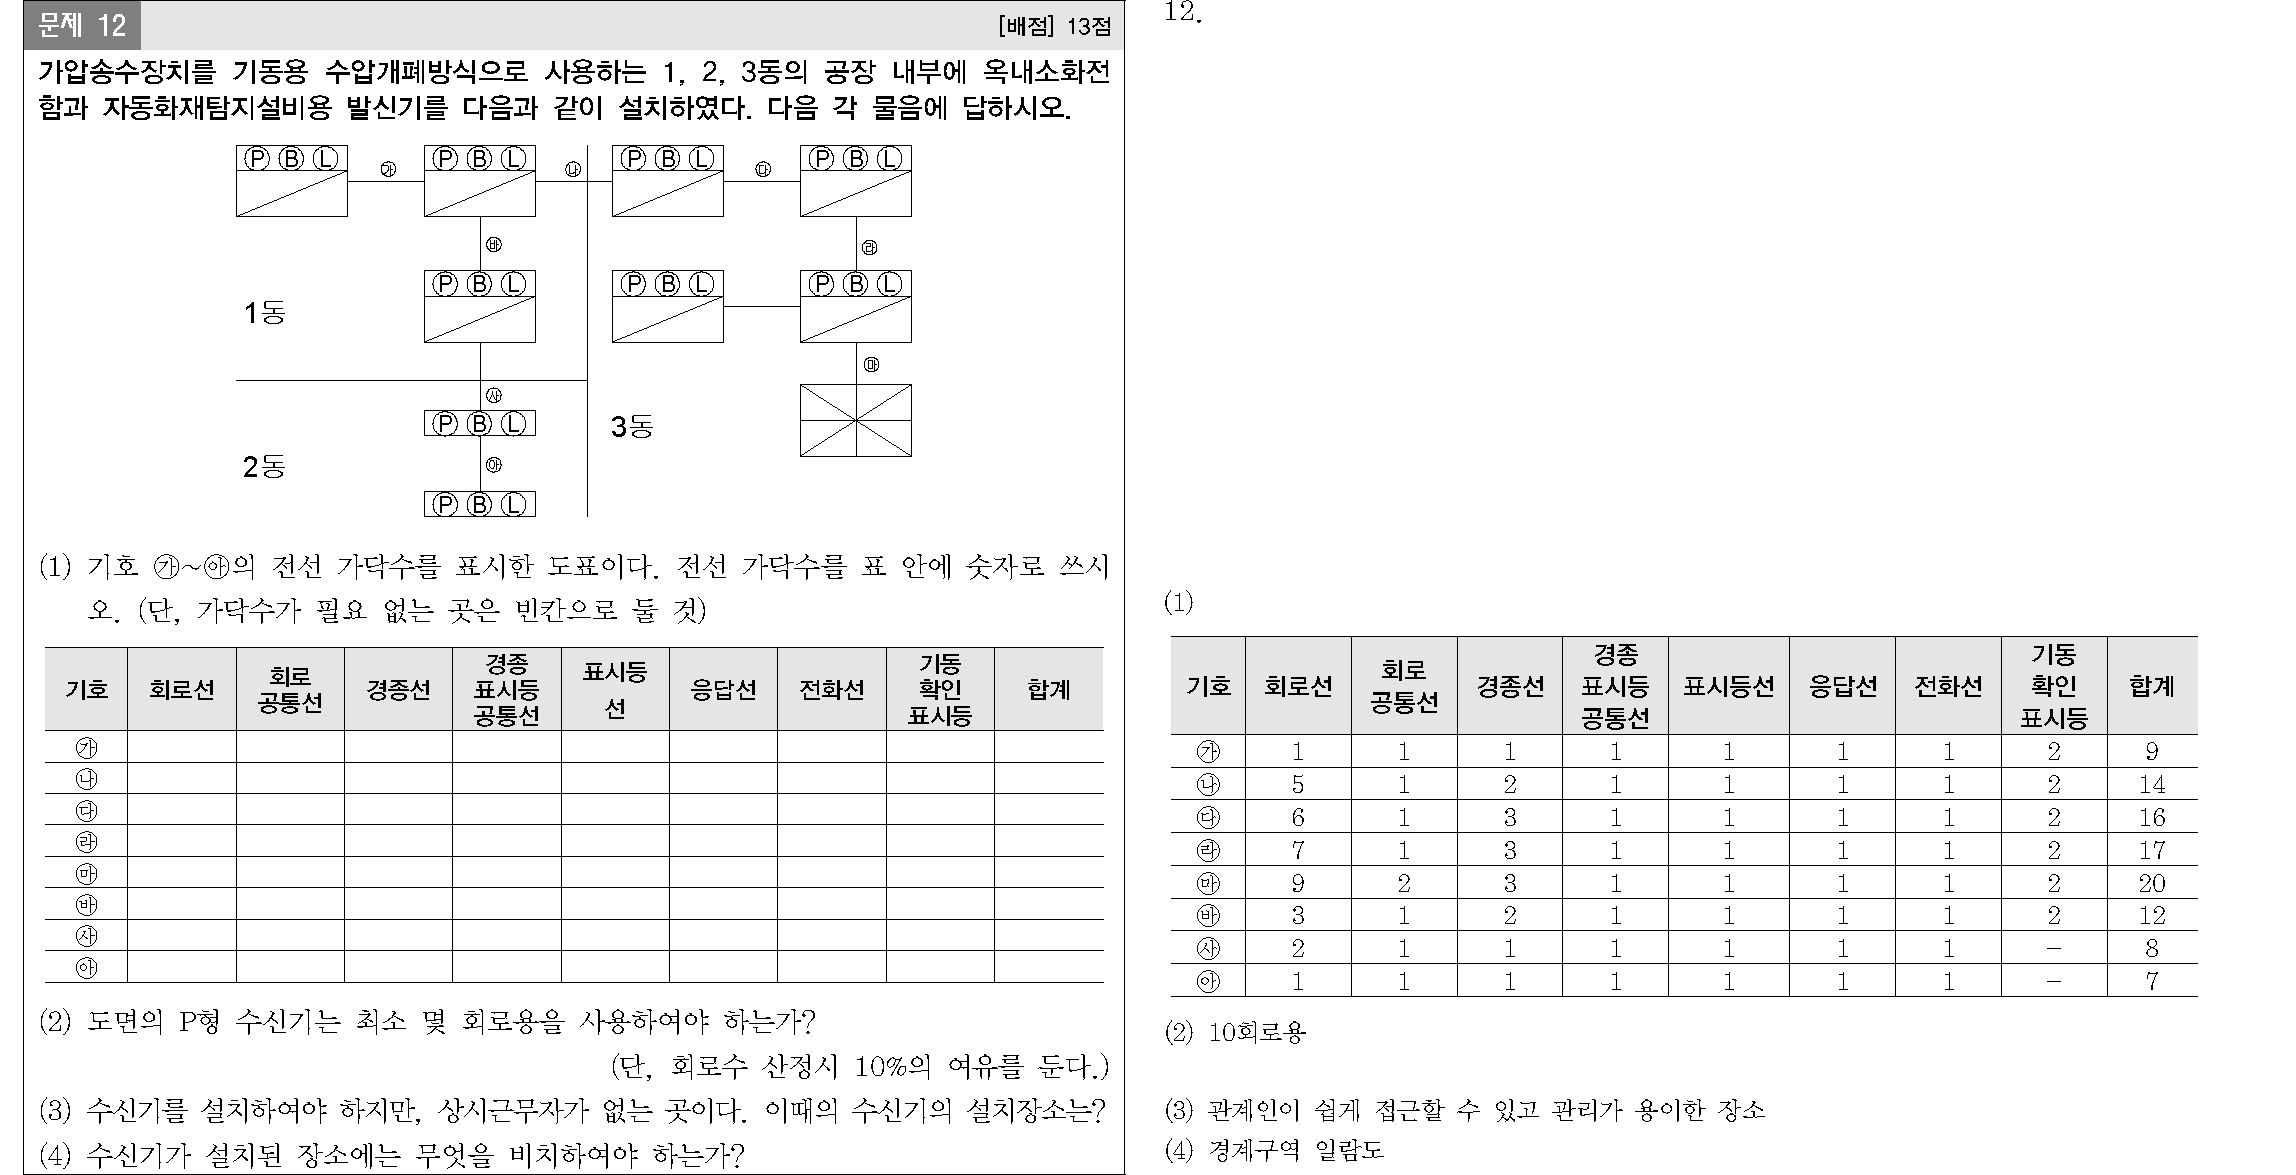 문제 12
[배점] 13점
가압송수장치를 기동용 수압개폐방식으로 사용하는 1, 2, 3동의 공장 내부에 옥내소화전
함과 자동화재탐지설비용 발신기를 다음과 같이 설치하였다. 다음 각 물음에 답하시오.
Ⓟ Ⓑ Ⓛ ㉮ Ⓟ Ⓑ Ⓛ ㉯ Ⓟ Ⓑ Ⓛ ㉰ Ⓟ Ⓑ Ⓛ
㉳ ㉱
Ⓟ Ⓑ Ⓛ Ⓟ Ⓑ Ⓛ Ⓟ Ⓑ Ⓛ
1동
㉲
㉴
Ⓟ Ⓑ Ⓛ 3동
2동 ㉵
Ⓟ Ⓑ Ⓛ
(1) 기호 ㉮~㉵의 전선 가닥수를 표시한 도표이다. 전선 가닥수를 표 안에 숫자로 쓰시
오. (단, 가닥수가 필요 없는 곳은 빈칸으로 둘 것)
기호 회로선 회로 공통선 경종선 경종 표시등 공통선 표시등 선 응답선 전화선 기동 확인 표시등 합계
㉮
㉯
㉰
㉱
㉲
㉳
㉴
㉵
(2) 도면의 P형 수신기는 최소 몇 회로용을 사용하여야 하는가?
(단, 회로수 산정시 10%의 여유를 둔다.)
(3) 수신기를 설치하여야 하지만, 상시근무자가 없는 곳이다. 이때의 수신기의 설치장소는?
(4) 수신기가 설치된 장소에는 무엇을 비치하여야 하는가?
12.
(1)
기호 회로선 회로 공통선 경종선 경종 표시등 공통선 표시등선 응답선 전화선 기동 확인 표시등 합계
㉮ 1 1 1 1 1 1 1 2 9
㉯ 5 1 2 1 1 1 1 2 14
㉰ 6 1 3 1 1 1 1 2 16
㉱ 7 1 3 1 1 1 1 2 17
㉲ 9 2 3 1 1 1 1 2 20
㉳ 3 1 2 1 1 1 1 2 12
㉴ 2 1 1 1 1 1 1 − 8
㉵ 1 1 1 1 1 1 1 − 7
(2) 10회로용
(3) 관계인이 쉽게 접근할 수 있고 관리가 용이한 장소
(4) 경계구역 일람도